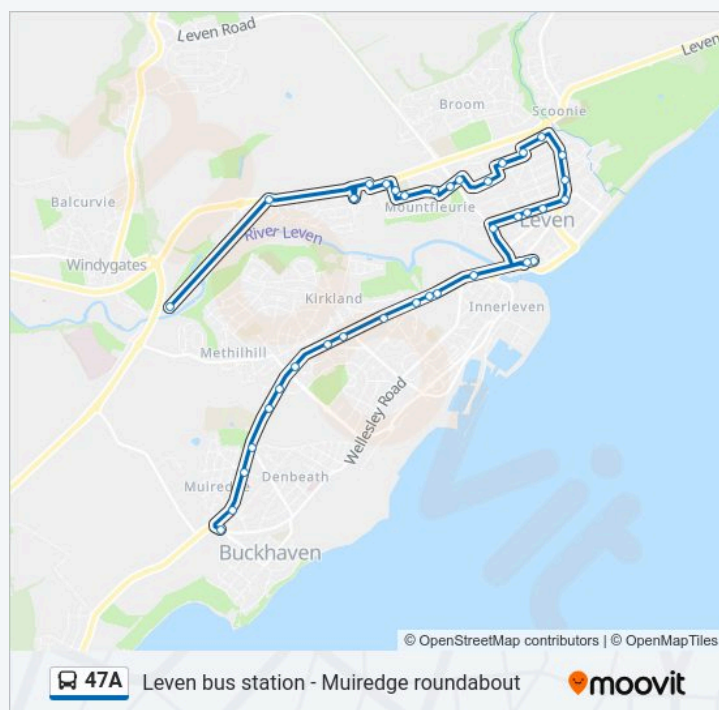 Leven Road
Leven
Broom
Scoonie
Balcurvie
Mountfleurie
Leven
River Leven
Windygates
Kirkland
Innerleven
Methilhill
Wellesley Road
Denbeath
Buckhaven
© OpenStreetMap contributors | © OpenMapTiles
47A Leven bus station - Muiredge roundabout moovit